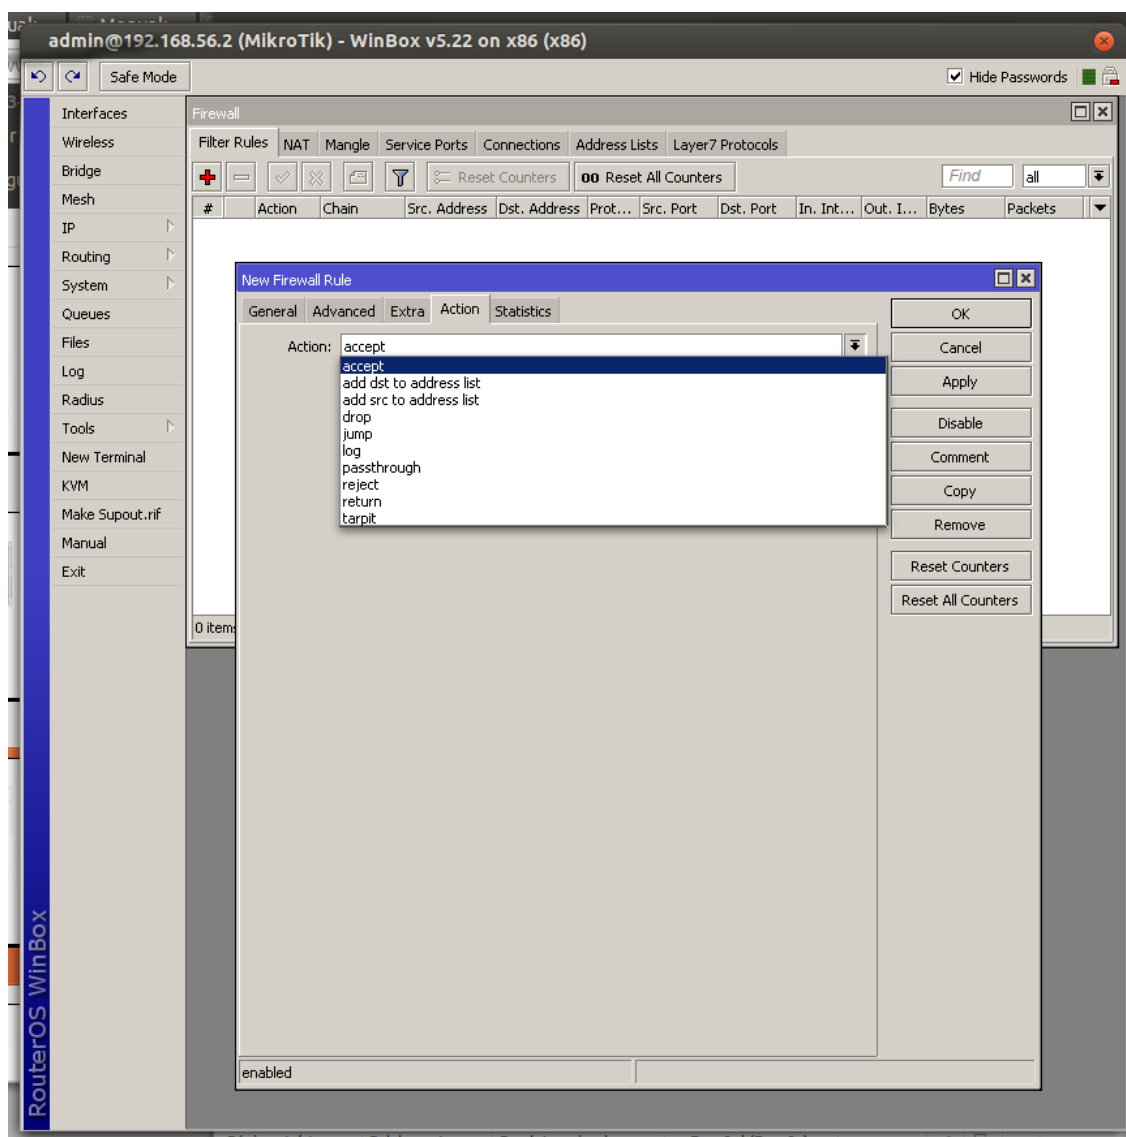 admin@192.168.56.2 (MikroTik) - WinBox v5.22 on x86 (x86)
Safe Mode
Hide Passwords
Interfaces
Wireless
Bridge
Mesh
IP
Routing
System
Queues
Files
Log
Radius
Tools
New Terminal
KVM
Make Supout.rif
Manual
Exit
RouterOS WinBox
Firewall
Filter Rules NAT Mangle Service Ports Connections Address Lists Layer7 Protocols
Reset Counters 00 Reset All Counters Find all
# Action Chain Src. Address Dst. Address Prot... Src. Port Dst. Port In. Int... Out. I... Bytes Packets
New Firewall Rule
General Advanced Extra Action Statistics
Action: accept
accept
add dst to address list
add src to address list
drop
jump
log
passthrough
reject
return
tarpit
OK
Cancel
Apply
Disable
Comment
Copy
Remove
Reset Counters
Reset All Counters
0 items
enabled